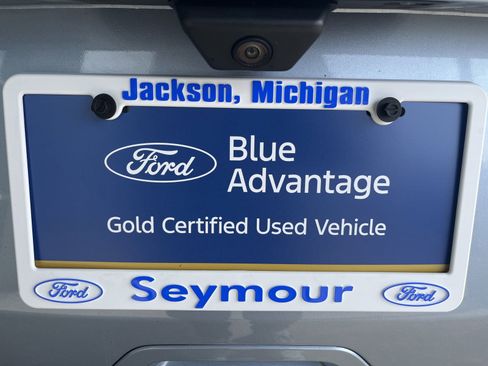 Jackson, Michigan
Ford
Blue
Advantage
Gold Certified Used Vehicle
Ford
Seymour
Ford